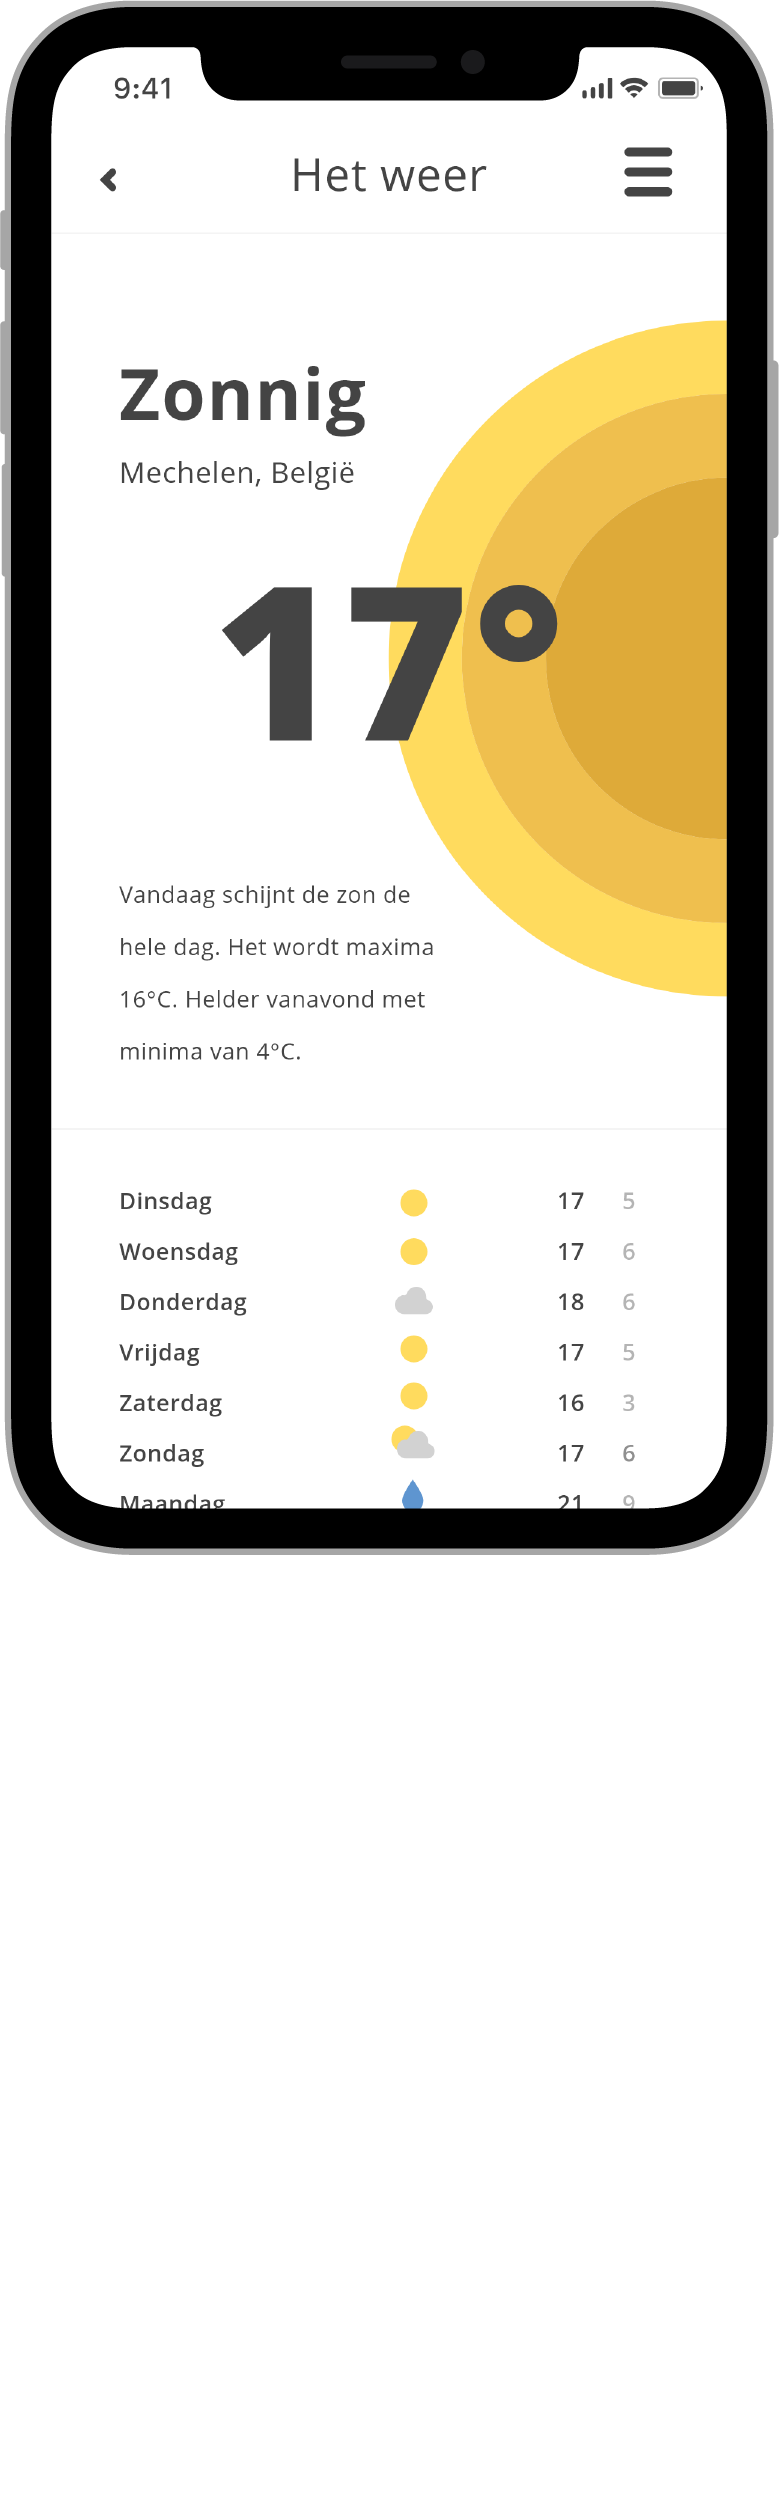 9:41
Het weer
Zonnig
Mechelen, België
17°
Vandaag schijnt de zon de
hele dag. Het wordt maxima
16°C. Helder vanavond met
minima van 4°C.
Dinsdag 17 5
Woensdag 17 6
Donderdag 18 6
Vrijdag 17 5
Zaterdag 16 3
Zondag 17 6
Maandag 21 9